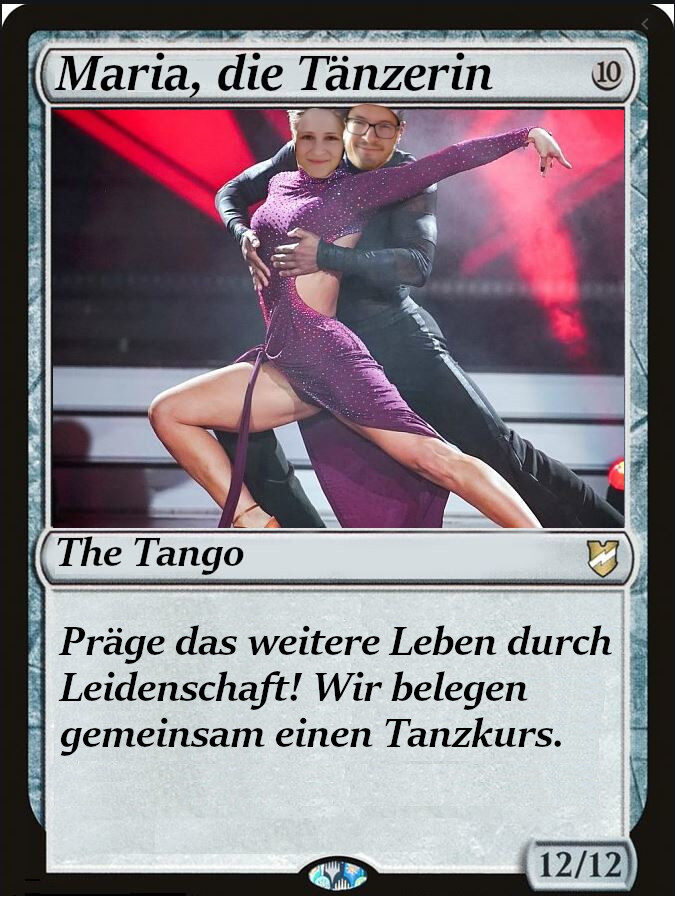 Maria, die Tänzerin
10
The Tango
Präge das weitere Leben durch
Leidenschaft! Wir belegen
gemeinsam einen Tanzkurs.
12/12